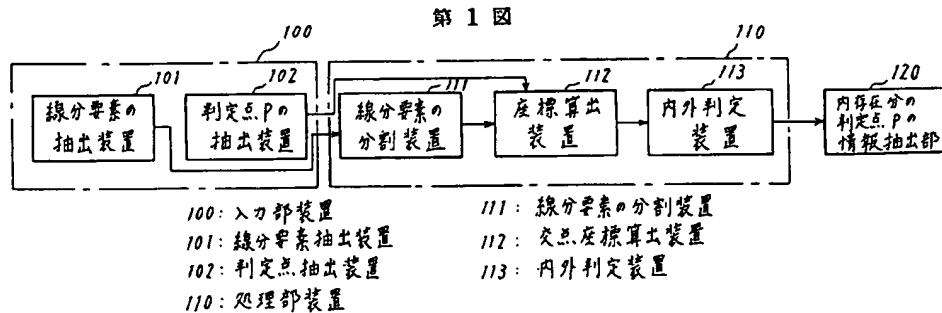 第1図
100
110
101
102
111
112
113
120
線分要素の
抽出装置
判定点Pの
抽出装置
線分要素の
分割装置
座標算出
装置
内外判定
装置
内存在分の
判定点Pの
情報抽出部
100:入力部装置
101:線分要素抽出装置
102:判定点抽出装置
110:処理部装置
111:線分要素の分割装置
112:交点座標算出装置
113:内外判定装置